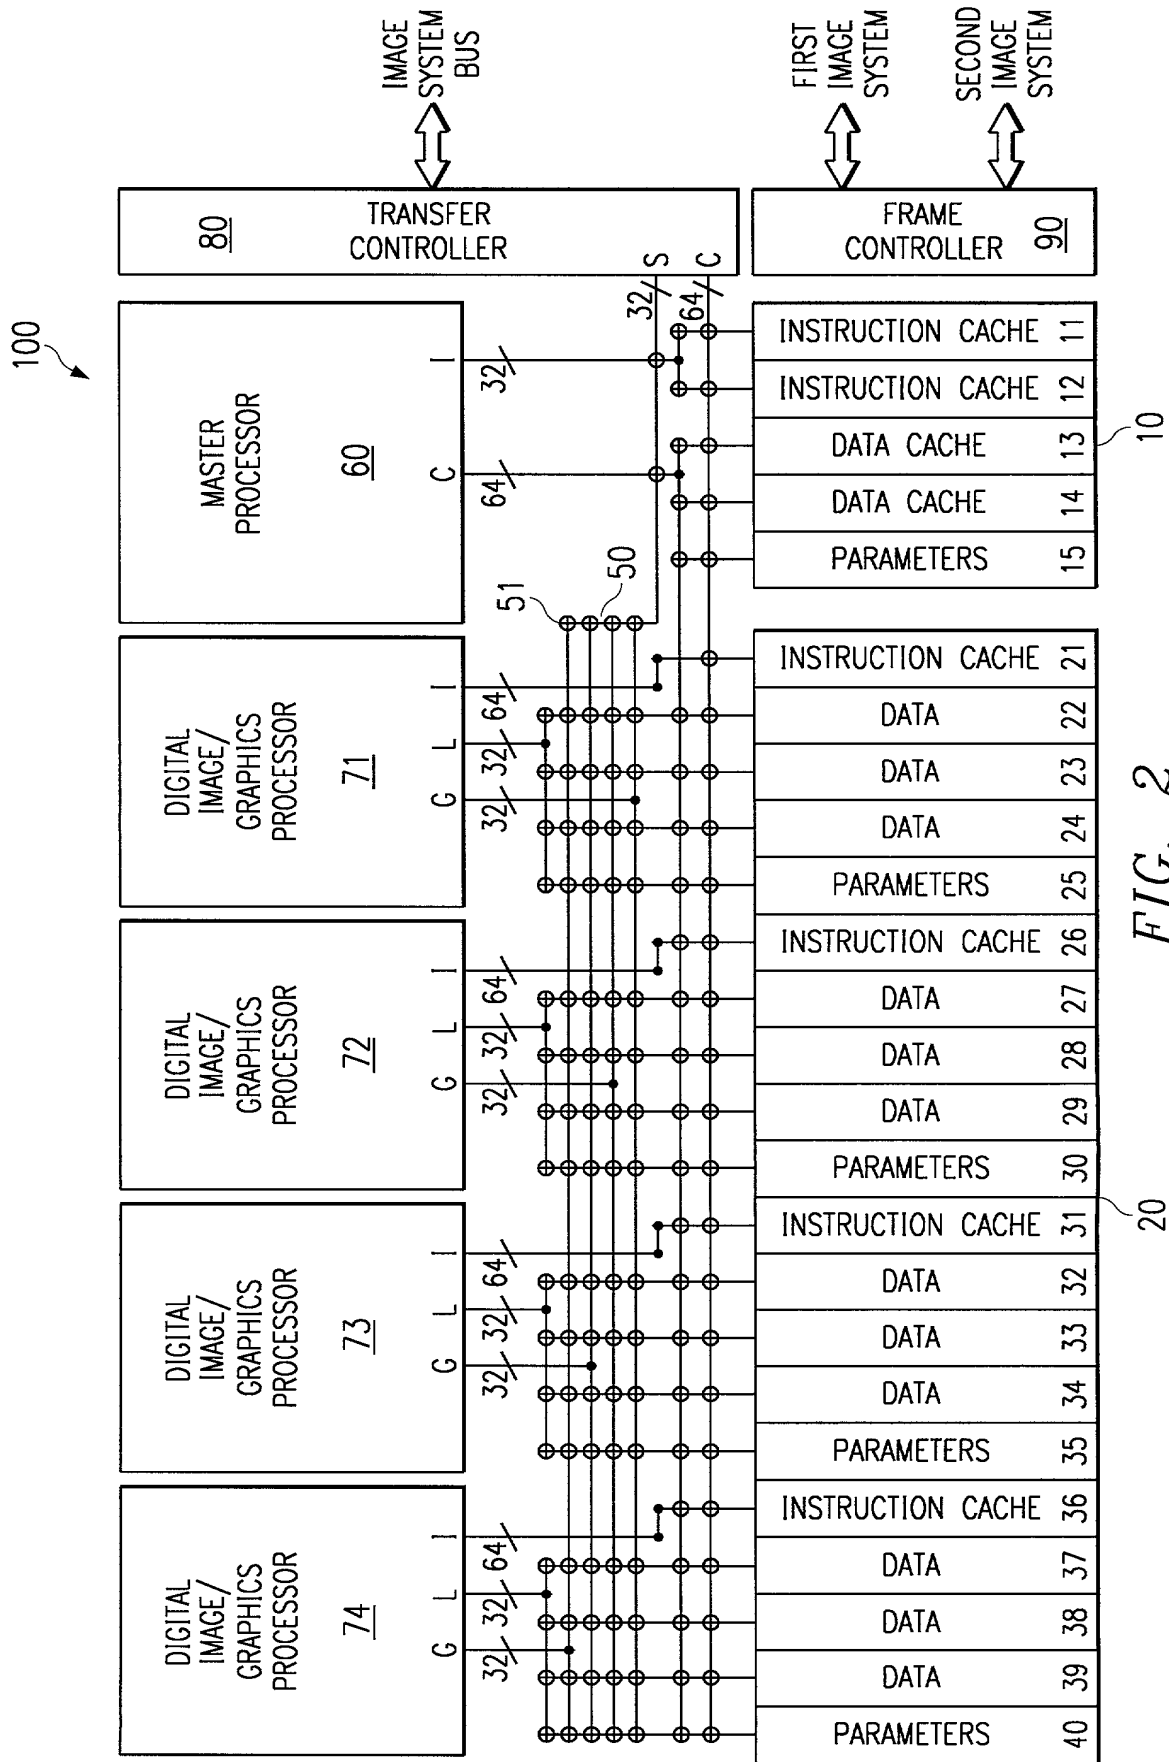 100
DIGITAL
IMAGE/
GRAPHICS
PROCESSOR
74
G
L
I
32
32
64
DIGITAL
IMAGE/
GRAPHICS
PROCESSOR
73
G
L
I
32
32
64
DIGITAL
IMAGE/
GRAPHICS
PROCESSOR
72
G
L
I
32
32
64
DIGITAL
IMAGE/
GRAPHICS
PROCESSOR
71
G
L
I
32
32
64
MASTER
PROCESSOR
60
C
I
64
32
51
50
TRANSFER
CONTROLLER
80
S
C
32
64
IMAGE
SYSTEM
BUS
PARAMETERS 40
DATA 39
DATA 38
DATA 37
INSTRUCTION CACHE 36
PARAMETERS 35
DATA 34
DATA 33
DATA 32
INSTRUCTION CACHE 31
PARAMETERS 30
DATA 29
DATA 28
DATA 27
INSTRUCTION CACHE 26
PARAMETERS 25
DATA 24
DATA 23
DATA 22
INSTRUCTION CACHE 21
PARAMETERS 15
DATA CACHE 14
DATA CACHE 13
INSTRUCTION CACHE 12
INSTRUCTION CACHE 11
FRAME
CONTROLLER
90
FIRST
IMAGE
SYSTEM
SECOND
IMAGE
SYSTEM
20
10
FIG. 2